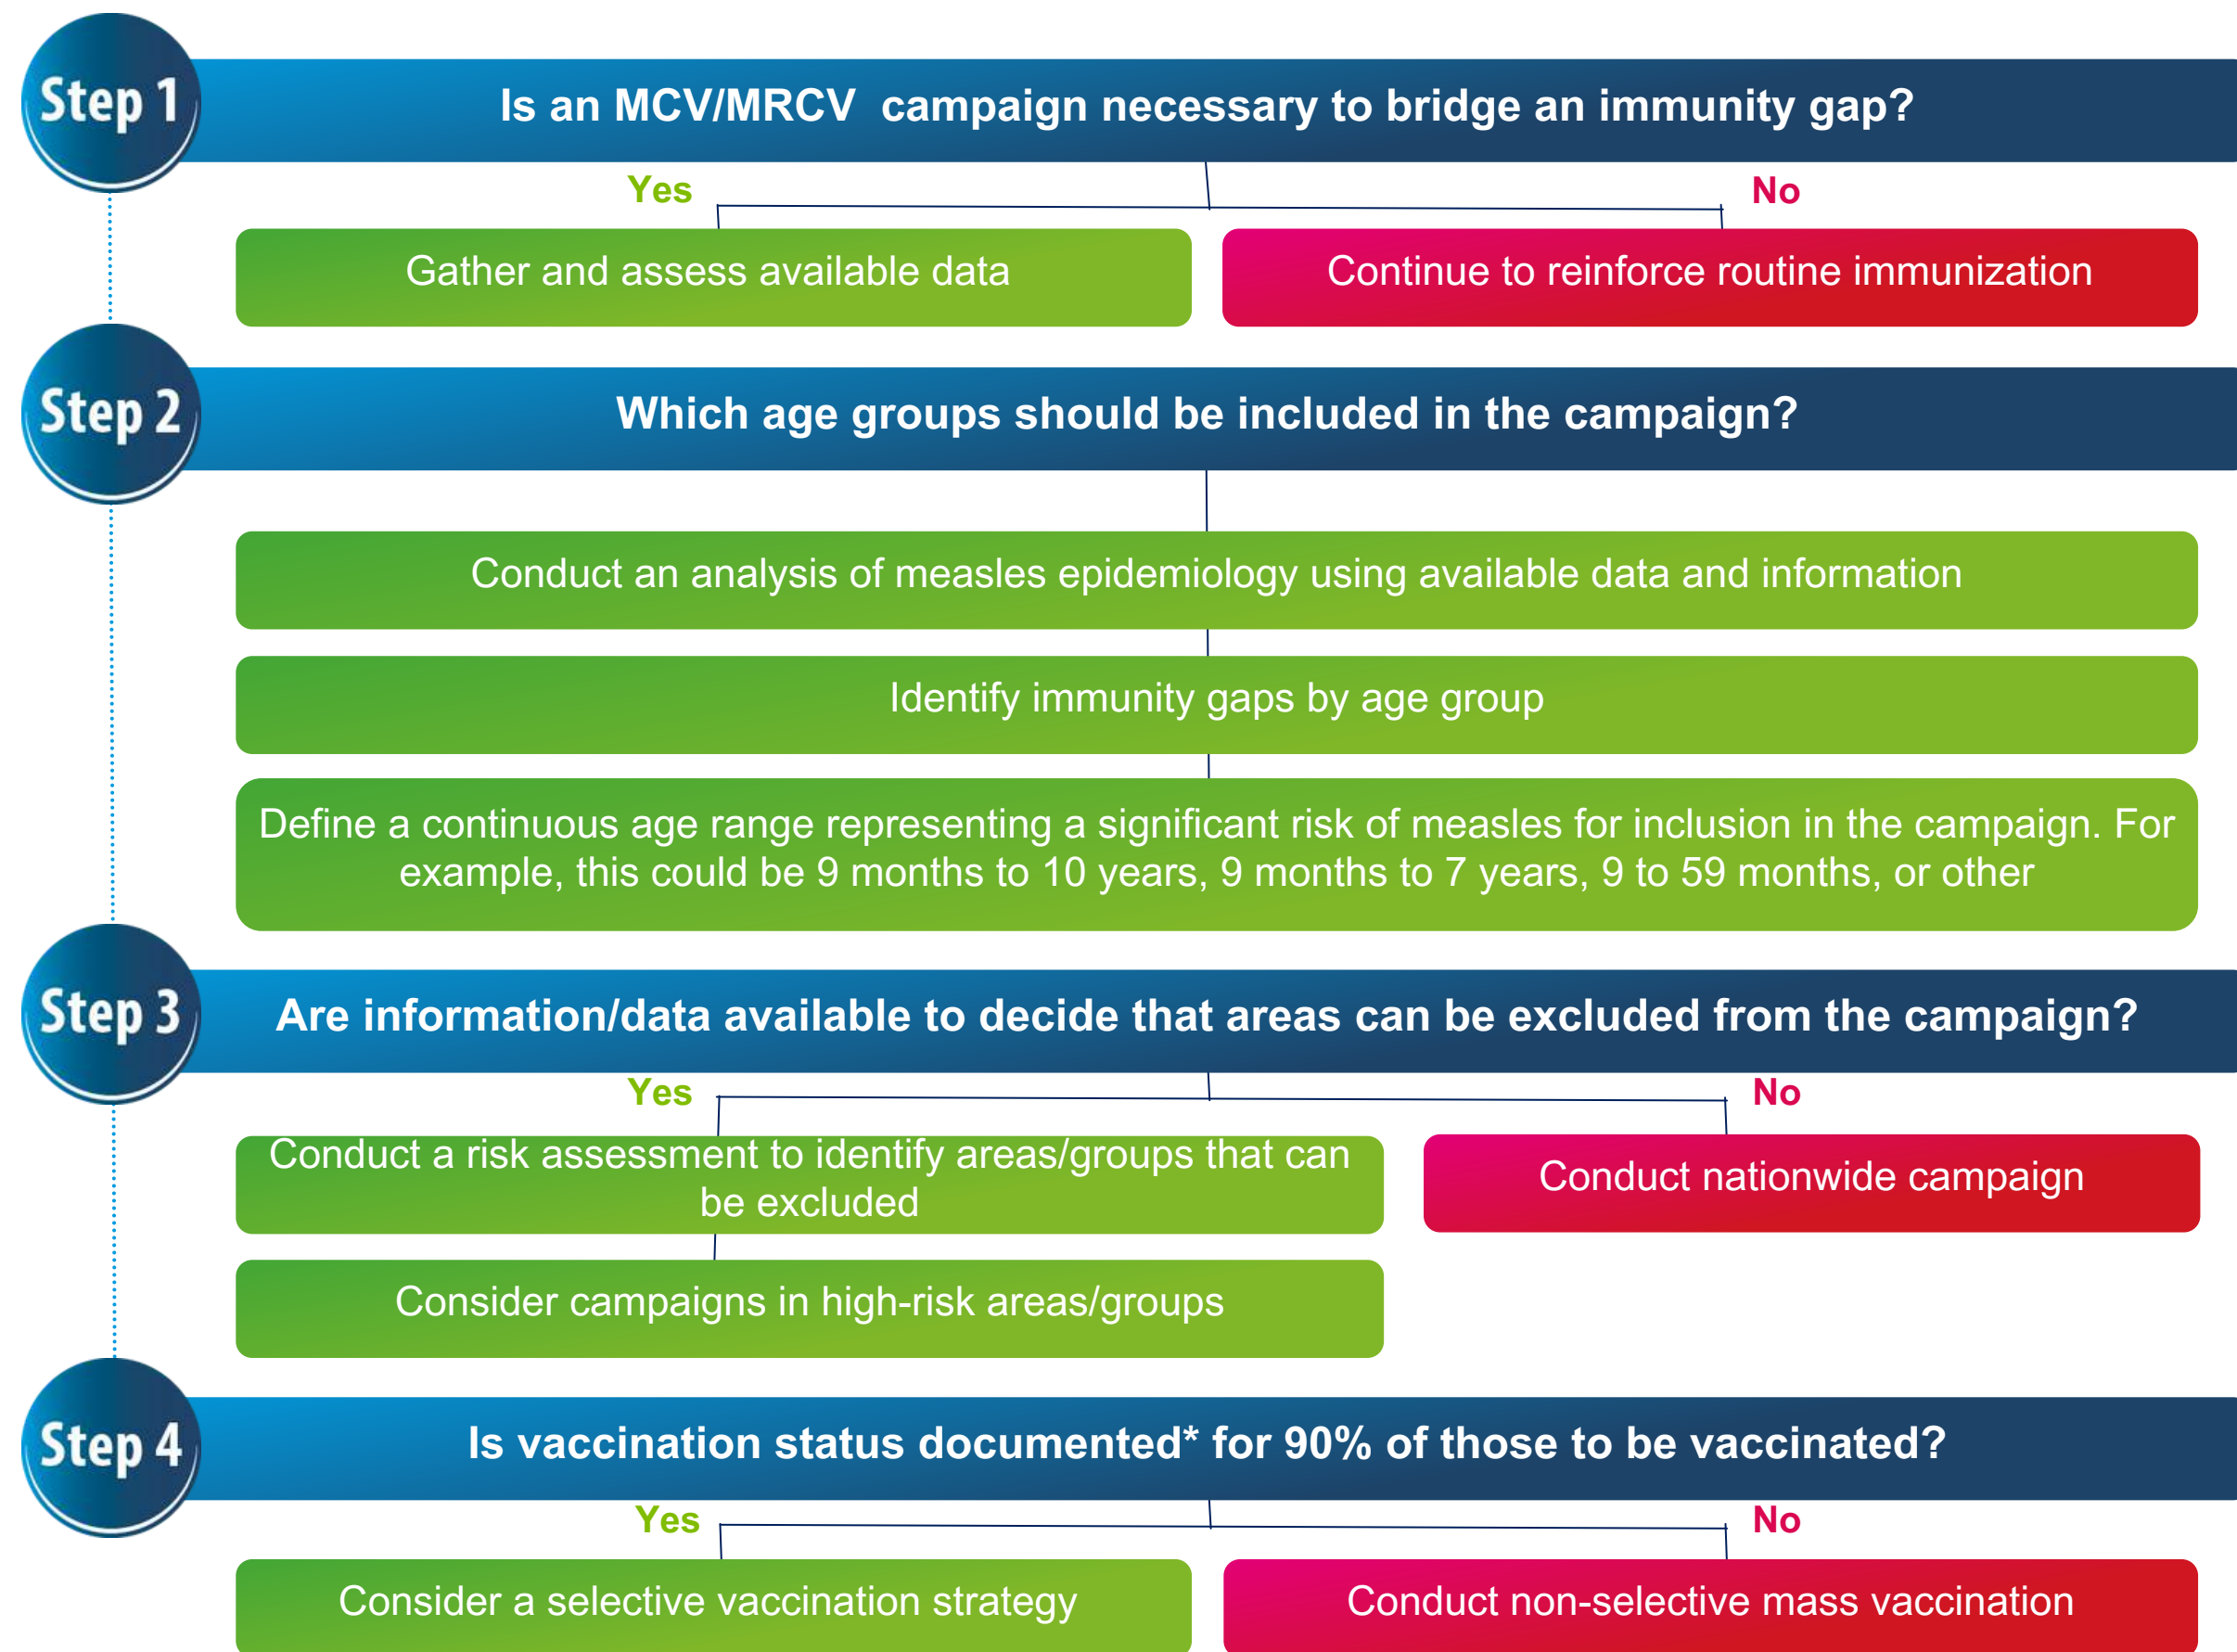 Step 1
Is an MCV/MRCV campaign necessary to bridge an immunity gap?
Yes
No
Gather and assess available data
Continue to reinforce routine immunization
Step 2
Which age groups should be included in the campaign?
Conduct an analysis of measles epidemiology using available data and information
Identify immunity gaps by age group
Define a continuous age range representing a significant risk of measles for inclusion in the campaign. For
example, this could be 9 months to 10 years, 9 months to 7 years, 9 to 59 months, or other
Step 3
Are information/data available to decide that areas can be excluded from the campaign?
Yes
No
Conduct a risk assessment to identify areas/groups that can
be excluded
Conduct nationwide campaign
Consider campaigns in high-risk areas/groups
Step 4
Is vaccination status documented* for 90% of those to be vaccinated?
Yes
No
Consider a selective vaccination strategy
Conduct non-selective mass vaccination